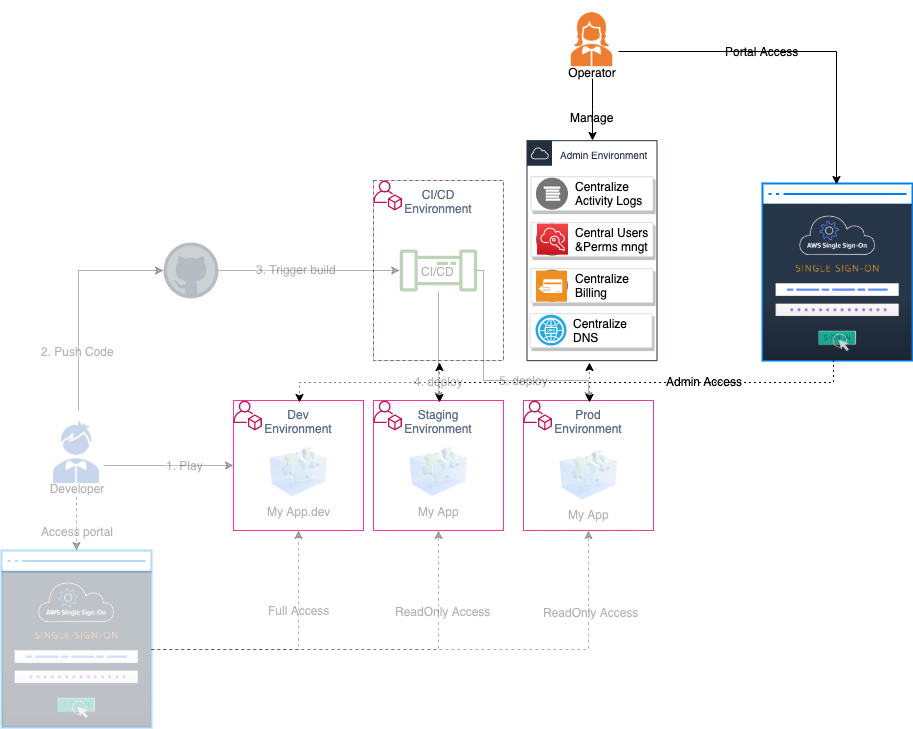 Operator
Portal Access
Manage
Admin Environment
Centralize
Activity Logs
Central Users
&Perms mngt
Centralize
Billing
Centralize
DNS
AWS Single Sign-On
SINGLE SIGN-ON
CI/CD
Environment
CI/CD
3. Trigger build
2. Push Code
4. deploy
5. deploy
Admin Access
Dev
Environment
My App.dev
Staging
Environment
My App
Prod
Environment
My App
1. Play
Developer
Access portal
AWS Single Sign-On
SINGLE SIGN-ON
Full Access
ReadOnly Access
ReadOnly Access